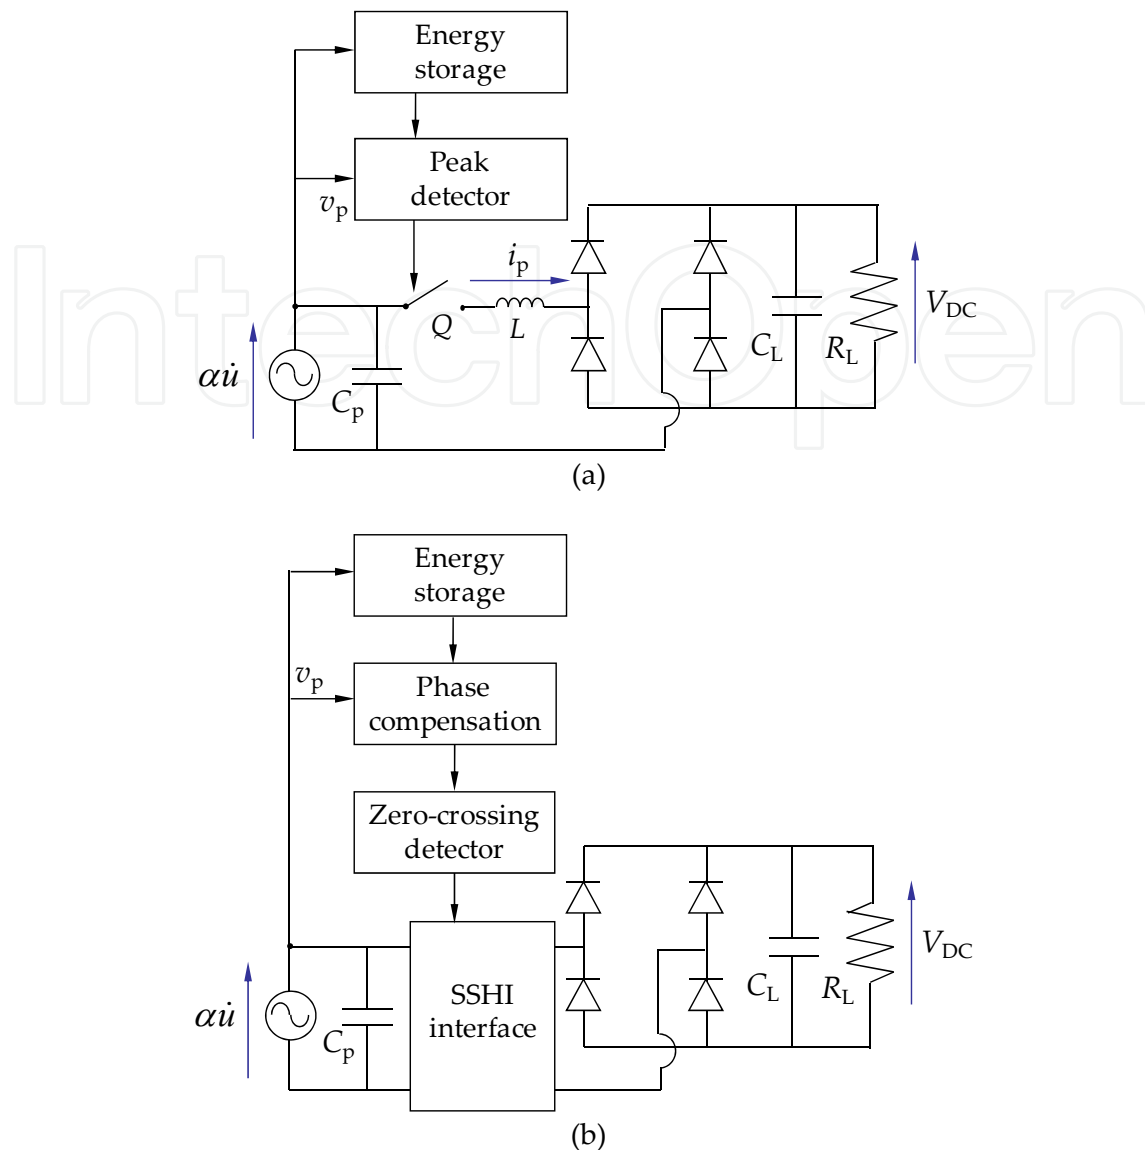 Energy
storage
Peak
detector
v_p
i_p
Q
L
C_L
R_L
V_DC
αu̇
C_p
IntechOpen
(a)
Energy
storage
v_p
Phase
compensation
Zero-crossing
detector
SSHI
interface
αu̇
C_p
C_L
R_L
V_DC
(b)